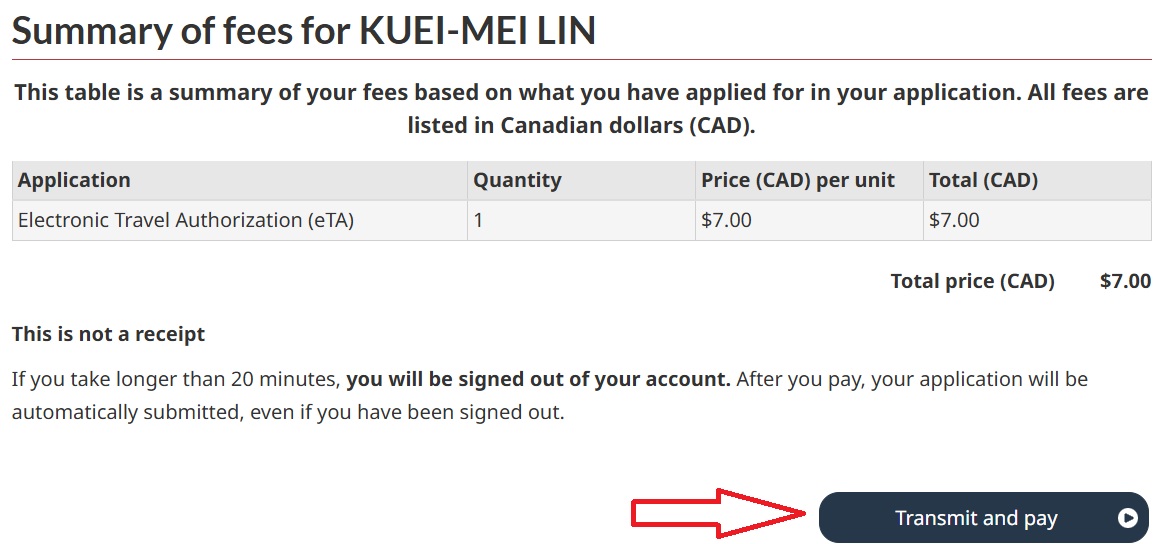 Summary of fees for KUEI-MEI LIN
This table is a summary of your fees based on what you have applied for in your application. All fees are
listed in Canadian dollars (CAD).
Application Quantity Price (CAD) per unit Total (CAD)
Electronic Travel Authorization (eTA) 1 $7.00 $7.00
Total price (CAD) $7.00
This is not a receipt
If you take longer than 20 minutes, you will be signed out of your account. After you pay, your application will be
automatically submitted, even if you have been signed out.
Transmit and pay